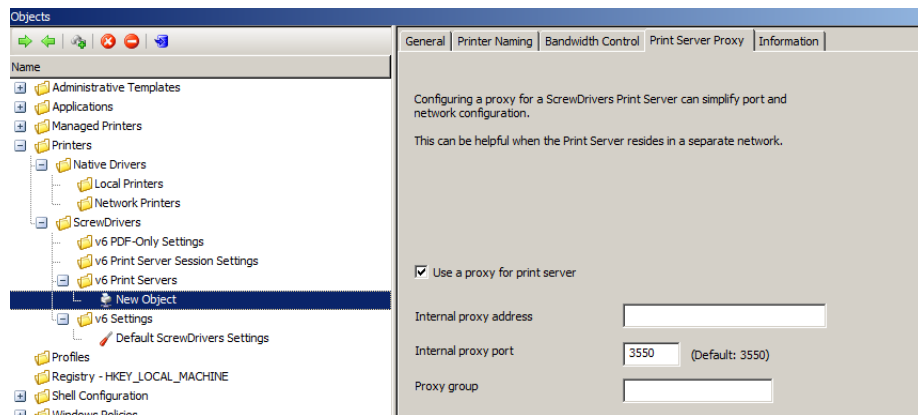 Objects
Name
Administrative Templates
Applications
Managed Printers
Printers
Native Drivers
Local Printers
Network Printers
ScrewDrivers
v6 PDF-Only Settings
v6 Print Server Session Settings
v6 Print Servers
New Object
v6 Settings
Default ScrewDrivers Settings
Profiles
Registry - HKEY_LOCAL_MACHINE
Shell Configuration
Windows Policies
General Printer Naming Bandwidth Control Print Server Proxy Information
Configuring a proxy for a ScrewDrivers Print Server can simplify port and
network configuration.
This can be helpful when the Print Server resides in a separate network.
Use a proxy for print server
Internal proxy address
Internal proxy port 3550 (Default: 3550)
Proxy group